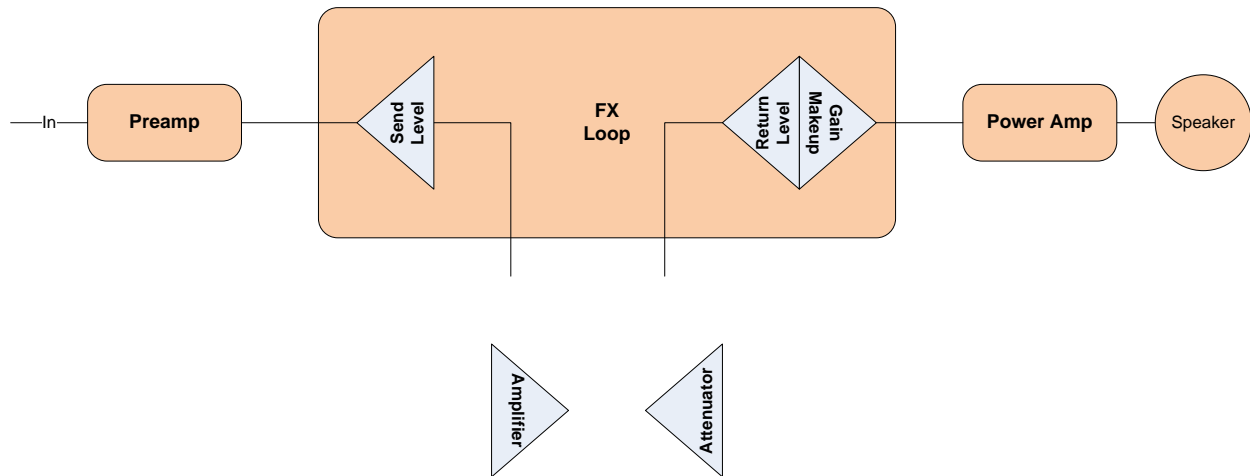 In
Preamp
Send
Level
FX
Loop
Return
Level
Gain
Makeup
Power Amp
Speaker
Amplifier
Attenuator